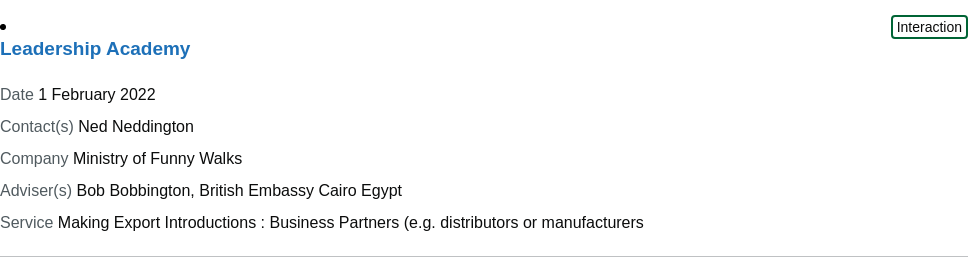 Interaction
Leadership Academy
Date 1 February 2022
Contact(s) Ned Neddington
Company Ministry of Funny Walks
Adviser(s) Bob Bobbington, British Embassy Cairo Egypt
Service Making Export Introductions : Business Partners (e.g. distributors or manufacturers